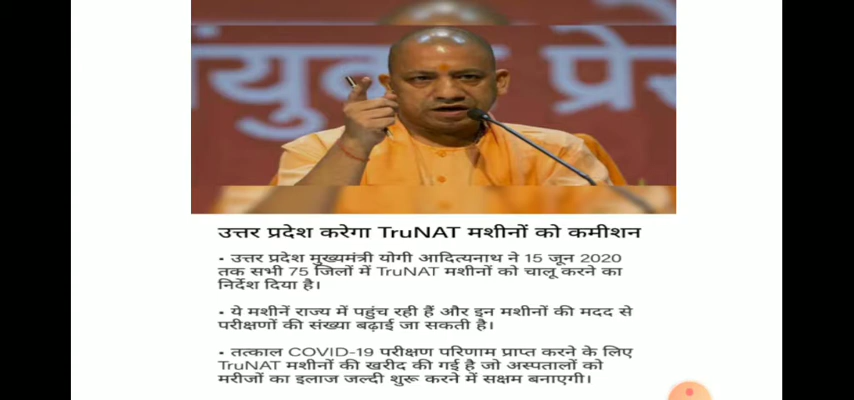 युक्त प्रे
उत्तर प्रदेश करेगा TruNAT मशीनों को कमीशन
• उत्तर प्रदेश मुख्यमंत्री योगी आदित्यनाथ ने 15 जून 2020
तक सभी 75 जिलों में TruNAT मशीनों को चालू करने का
निर्देश दिया है।
• ये मशीनें राज्य में पहुंच रही हैं और इन मशीनों की मदद से
परीक्षणों की संख्या बढ़ाई जा सकती है।
• तत्काल COVID-19 परीक्षण परिणाम प्राप्त करने के लिए
TruNAT मशीनों की खरीद की गई है जो अस्पतालों को
मरीजों का इलाज जल्दी शुरू करने में सक्षम बनाएगी।